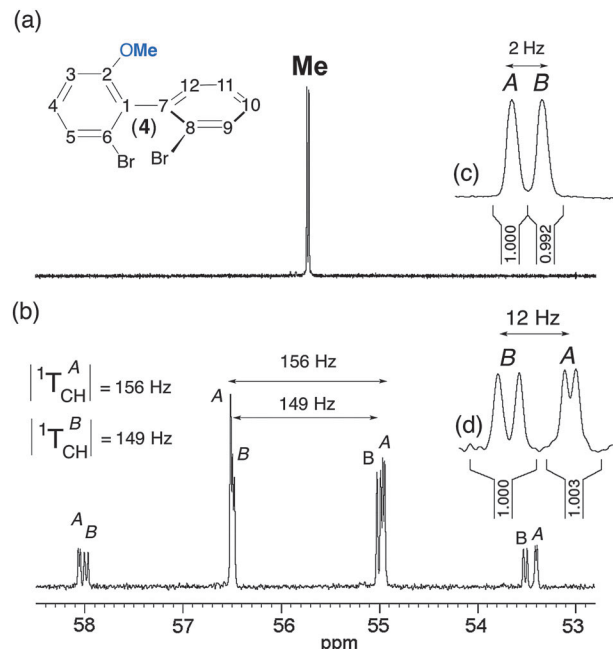 (a)
OMe
3 2 12 11
4 1 7 10
5 6 (4) 8 9
Br Br
Me
2 Hz
A B
(c)
1.000 0.992
(b)
12 Hz
B A
(d)
1.000 1.003
|¹T_CH^A| = 156 Hz
|¹T_CH^B| = 149 Hz
156 Hz
149 Hz
A B B A
A B B A
58 57 56 55 54 53
ppm